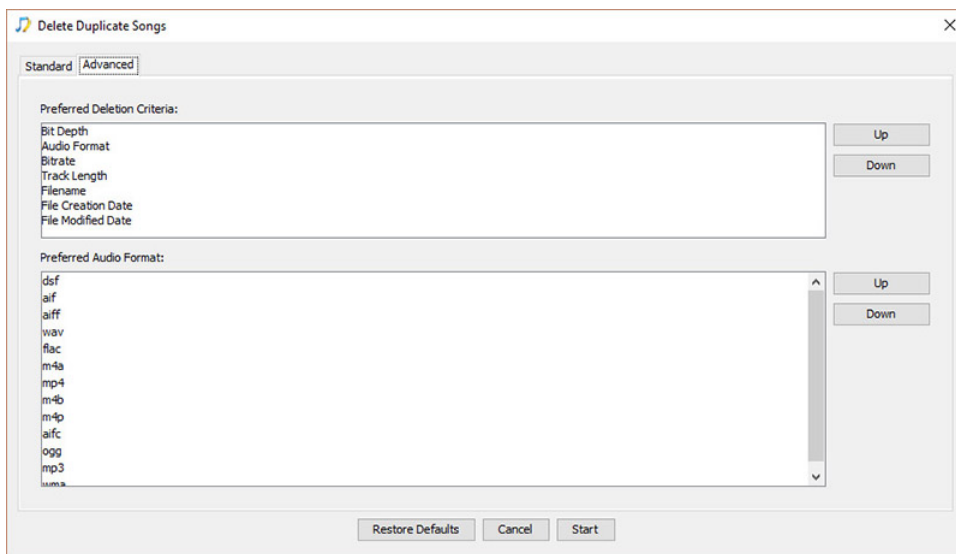 Delete Duplicate Songs
Standard Advanced
Preferred Deletion Criteria:
Bit Depth
Audio Format
Bitrate
Track Length
Filename
File Creation Date
File Modified Date
Up
Down
Preferred Audio Format:
dsf
aif
aiff
wav
flac
m4a
mp4
m4b
m4p
aifc
ogg
mp3
wma
Up
Down
Restore Defaults Cancel Start